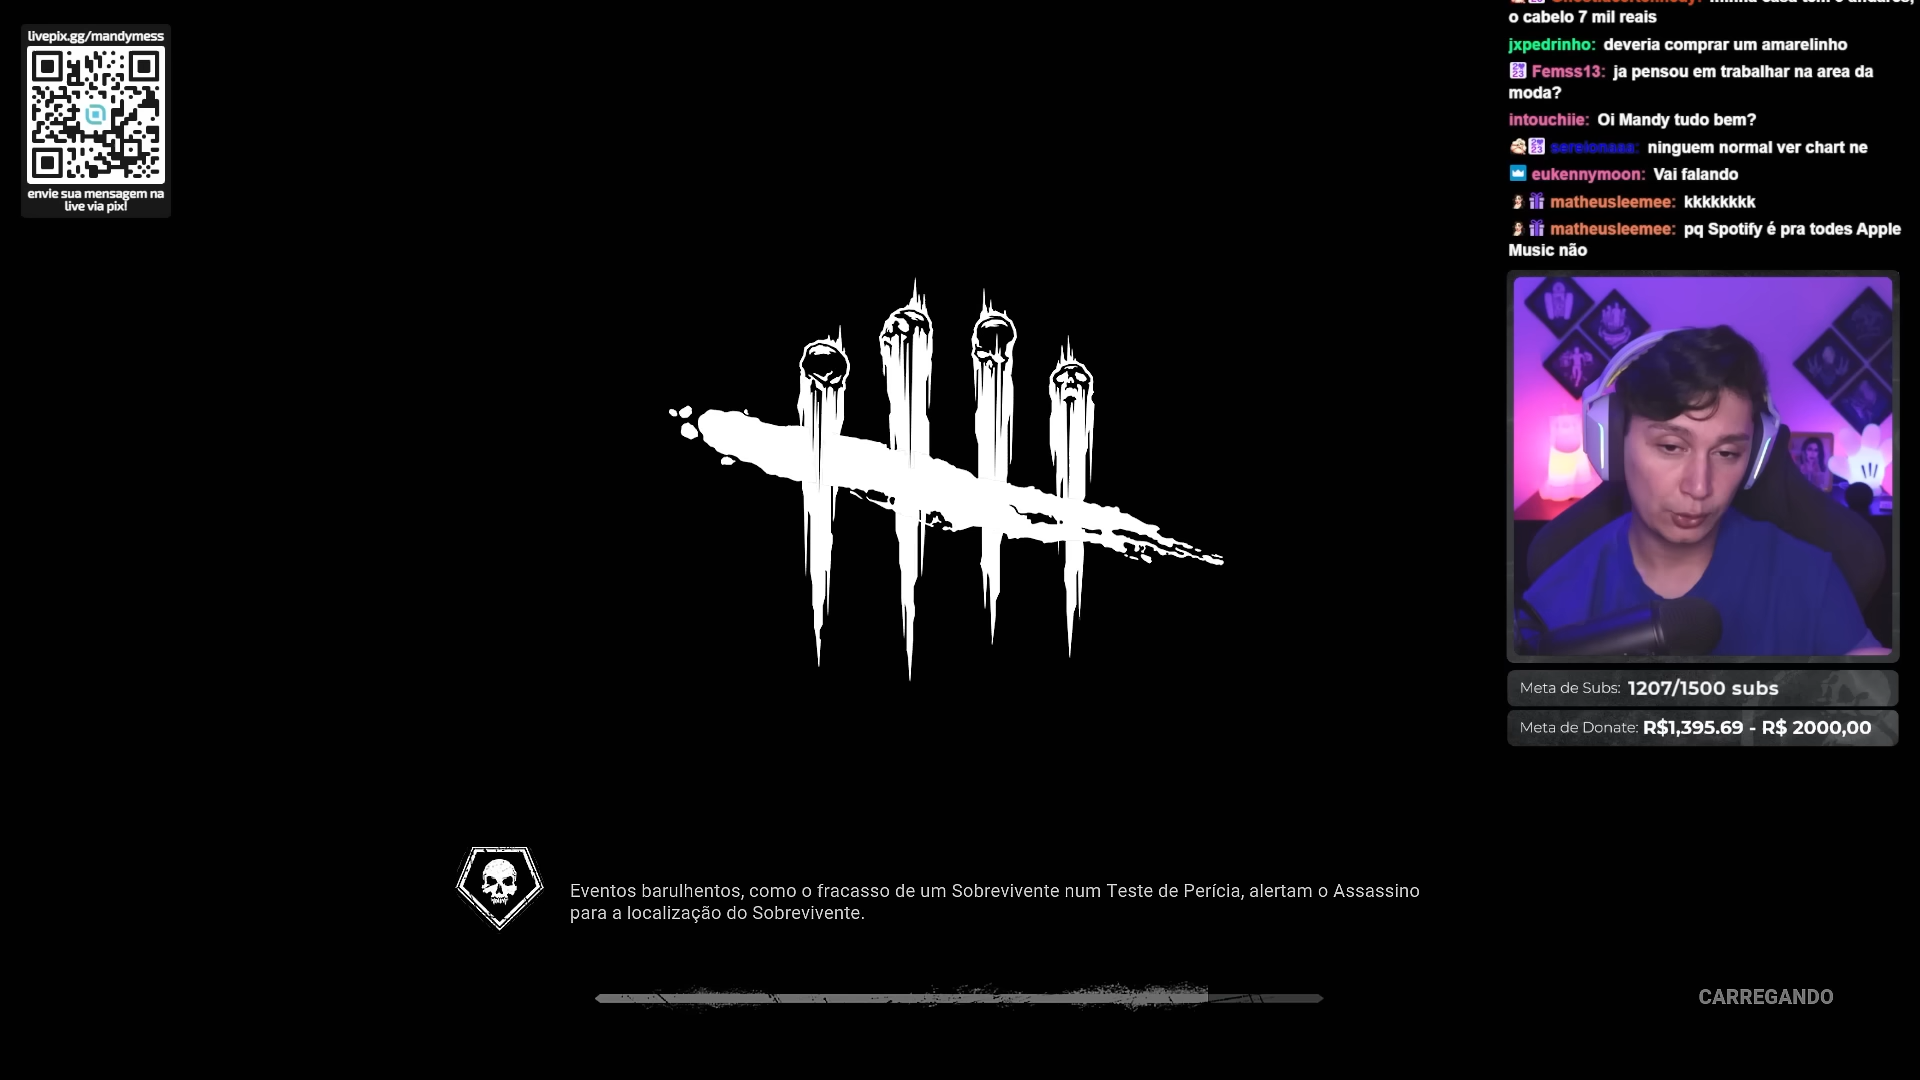 livepix.gg/mandymess
envie sua mensagem na
live via pix!
o cabelo 7 mil reais
jxpedrinho: deveria comprar um amarelinho
Femss13: ja pensou em trabalhar na area da
moda?
intouchiie: Oi Mandy tudo bem?
sereionaaa: ninguem normal ver chart ne
eukennymoon: Vai falando
matheusleemee: kkkkkkkk
matheusleemee: pq Spotify é pra todes Apple
Music não
Meta de Subs: 1207/1500 subs
Meta de Donate: R$1,395.69 - R$ 2000,00
Eventos barulhentos, como o fracasso de um Sobrevivente num Teste de Perícia, alertam o Assassino
para a localização do Sobrevivente.
CARREGANDO